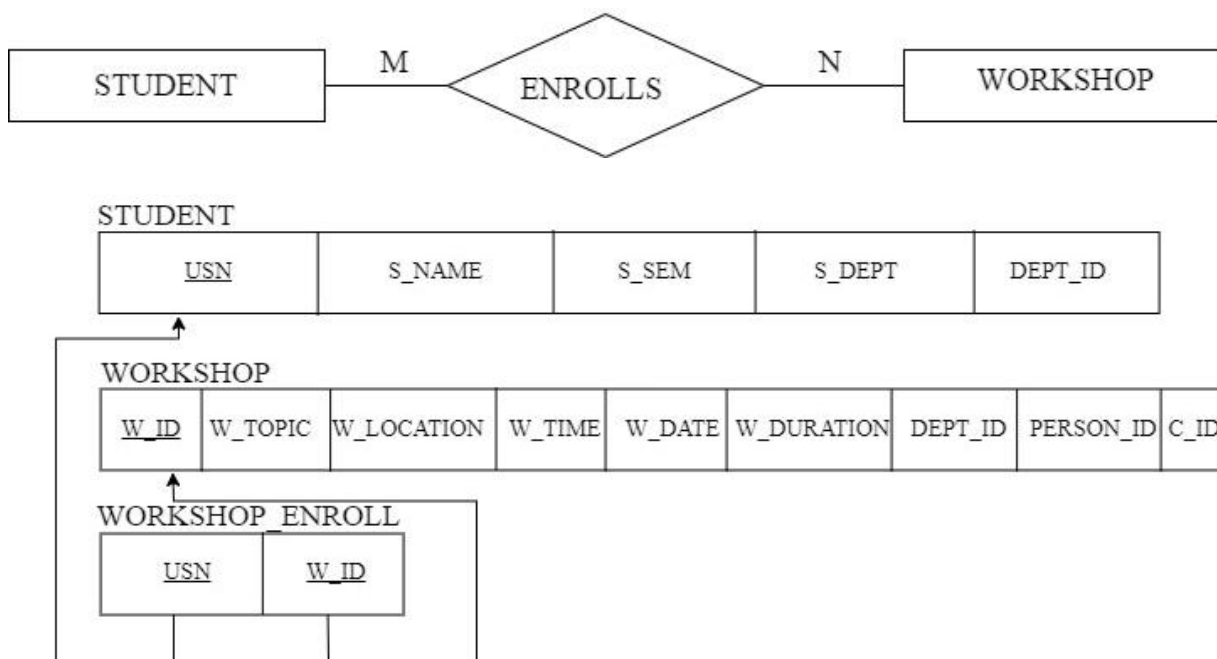 STUDENT M ENROLLS N WORKSHOP
STUDENT
USN S_NAME S_SEM S_DEPT DEPT_ID
WORKSHOP
W_ID W_TOPIC W_LOCATION W_TIME W_DATE W_DURATION DEPT_ID PERSON_ID C_ID
WORKSHOP_ENROLL
USN W_ID